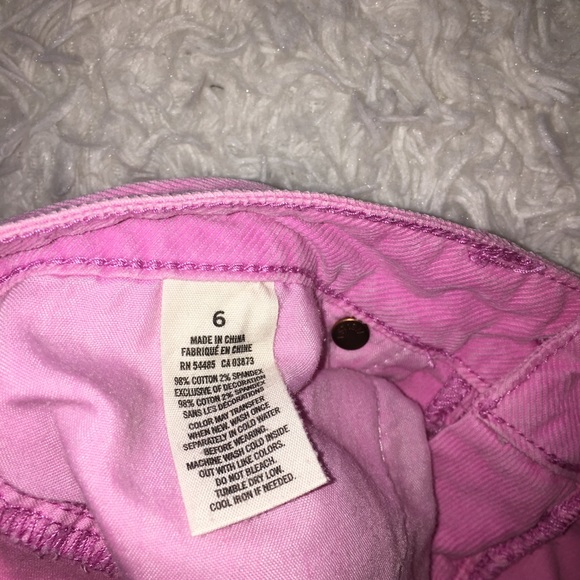 6
MADE IN CHINA
FABRIQUÉ EN CHINE
RN 54485 CA 03873
98% COTTON 2% SPANDEX
EXCLUSIVE OF DECORATION
98% COTTON 2% SPANDEX
SANS LES DÉCORATIONS
COLOR MAY TRANSFER
WHEN NEW. WASH ONCE
SEPARATELY IN COLD WATER
BEFORE WEARING.
MACHINE WASH COLD INSIDE
OUT WITH LIKE COLORS.
DO NOT BLEACH.
TUMBLE DRY LOW.
COOL IRON IF NEEDED.